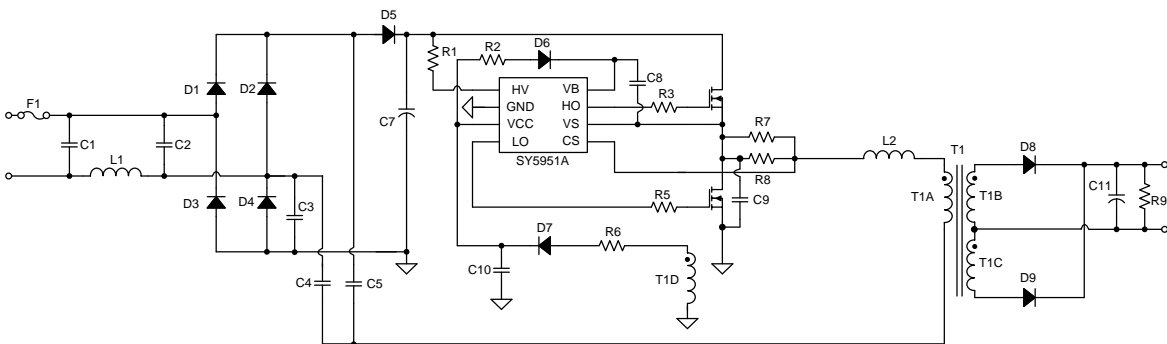 D5
R1
R2
D6
C8
D1
D2
HV
VB
F1
GND
HO
R3
C1
C2
C7
VCC
VS
R7
LO
CS
L1
SY5951A
L2
T1
D8
R8
D3
D4
C3
R5
C9
T1A
T1B
C11
R9
D7
R6
C10
T1D
T1C
C4
C5
D9